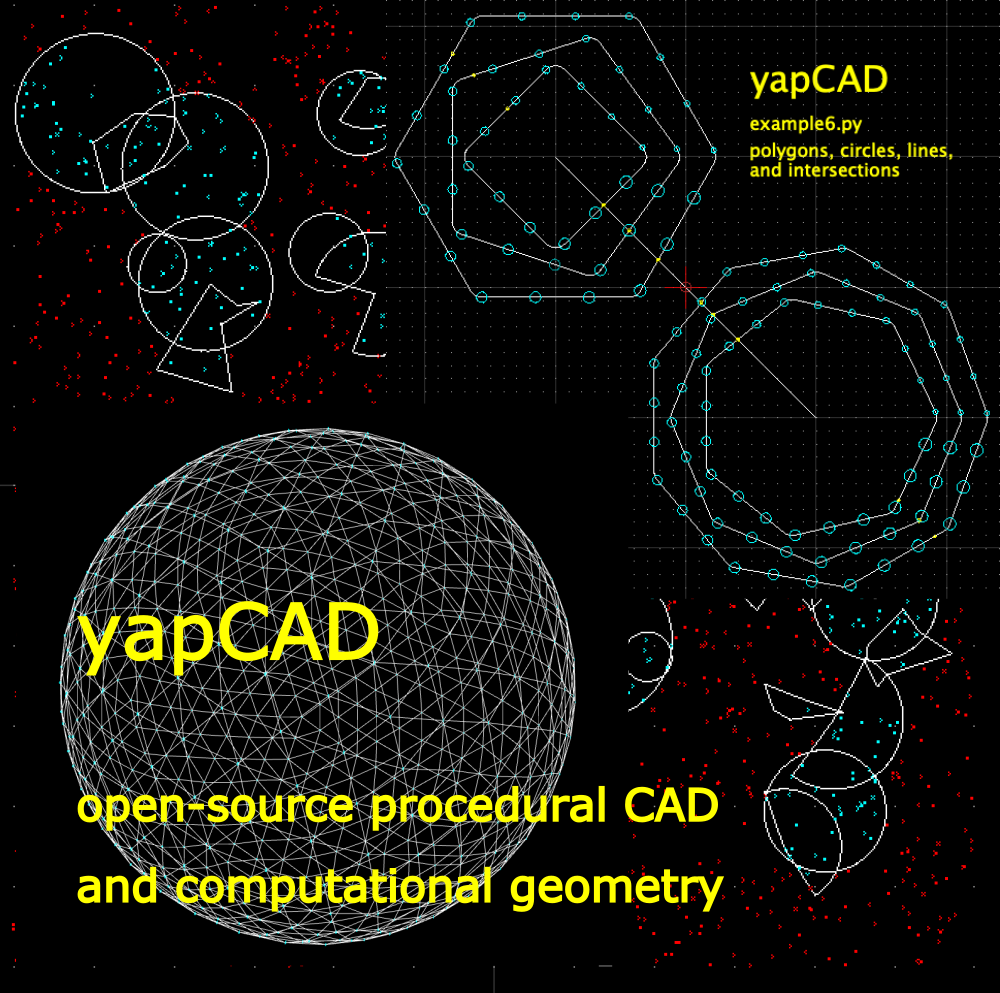 yapCAD
example6.py
polygons, circles, lines,
and intersections
yapCAD
open-source procedural CAD
and computational geometry